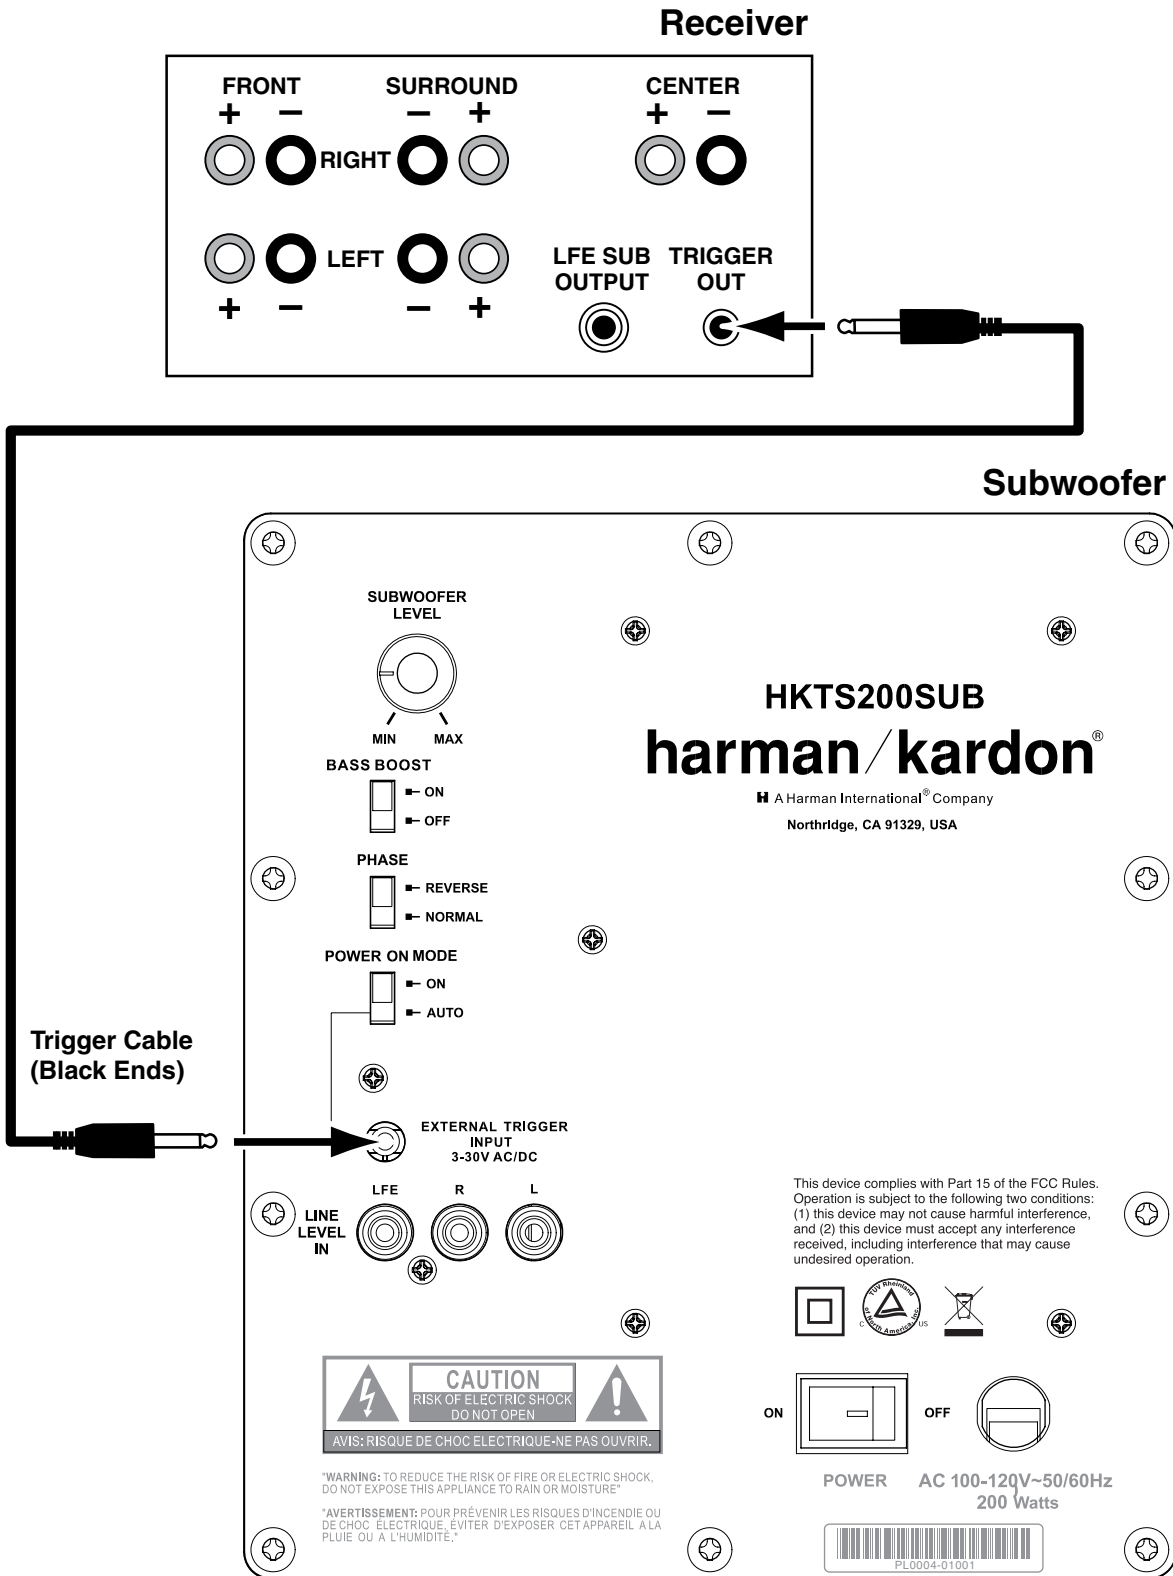 Receiver
FRONT SURROUND CENTER
+ − − + + −
RIGHT
LEFT
+ − − +
LFE SUB
OUTPUT
TRIGGER
OUT
Subwoofer
SUBWOOFER
LEVEL
MIN MAX
BASS BOOST
ON
OFF
PHASE
REVERSE
NORMAL
POWER ON MODE
ON
AUTO
HKTS200SUB
harman/kardon®
H A Harman International® Company
Northridge, CA 91329, USA
Trigger Cable
(Black Ends)
EXTERNAL TRIGGER
INPUT
3-30V AC/DC
LFE R L
LINE
LEVEL
IN
This device complies with Part 15 of the FCC Rules.
Operation is subject to the following two conditions:
(1) this device may not cause harmful interference,
and (2) this device must accept any interference
received, including interference that may cause
undesired operation.
TUV Rheinland
of North America, Inc.
C US
CAUTION
RISK OF ELECTRIC SHOCK
DO NOT OPEN
AVIS: RISQUE DE CHOC ELECTRIQUE-NE PAS OUVRIR.
"WARNING: TO REDUCE THE RISK OF FIRE OR ELECTRIC SHOCK,
DO NOT EXPOSE THIS APPLIANCE TO RAIN OR MOISTURE"
"AVERTISSEMENT: POUR PRÉVENIR LES RISQUES D'INCENDIE OU
DE CHOC ÉLECTRIQUE, ÉVITER D'EXPOSER CET APPAREIL A LA
PLUIE OU A L'HUMIDITÉ."
ON OFF
POWER
AC 100-120V~50/60Hz
200 Watts
PL0004-01001